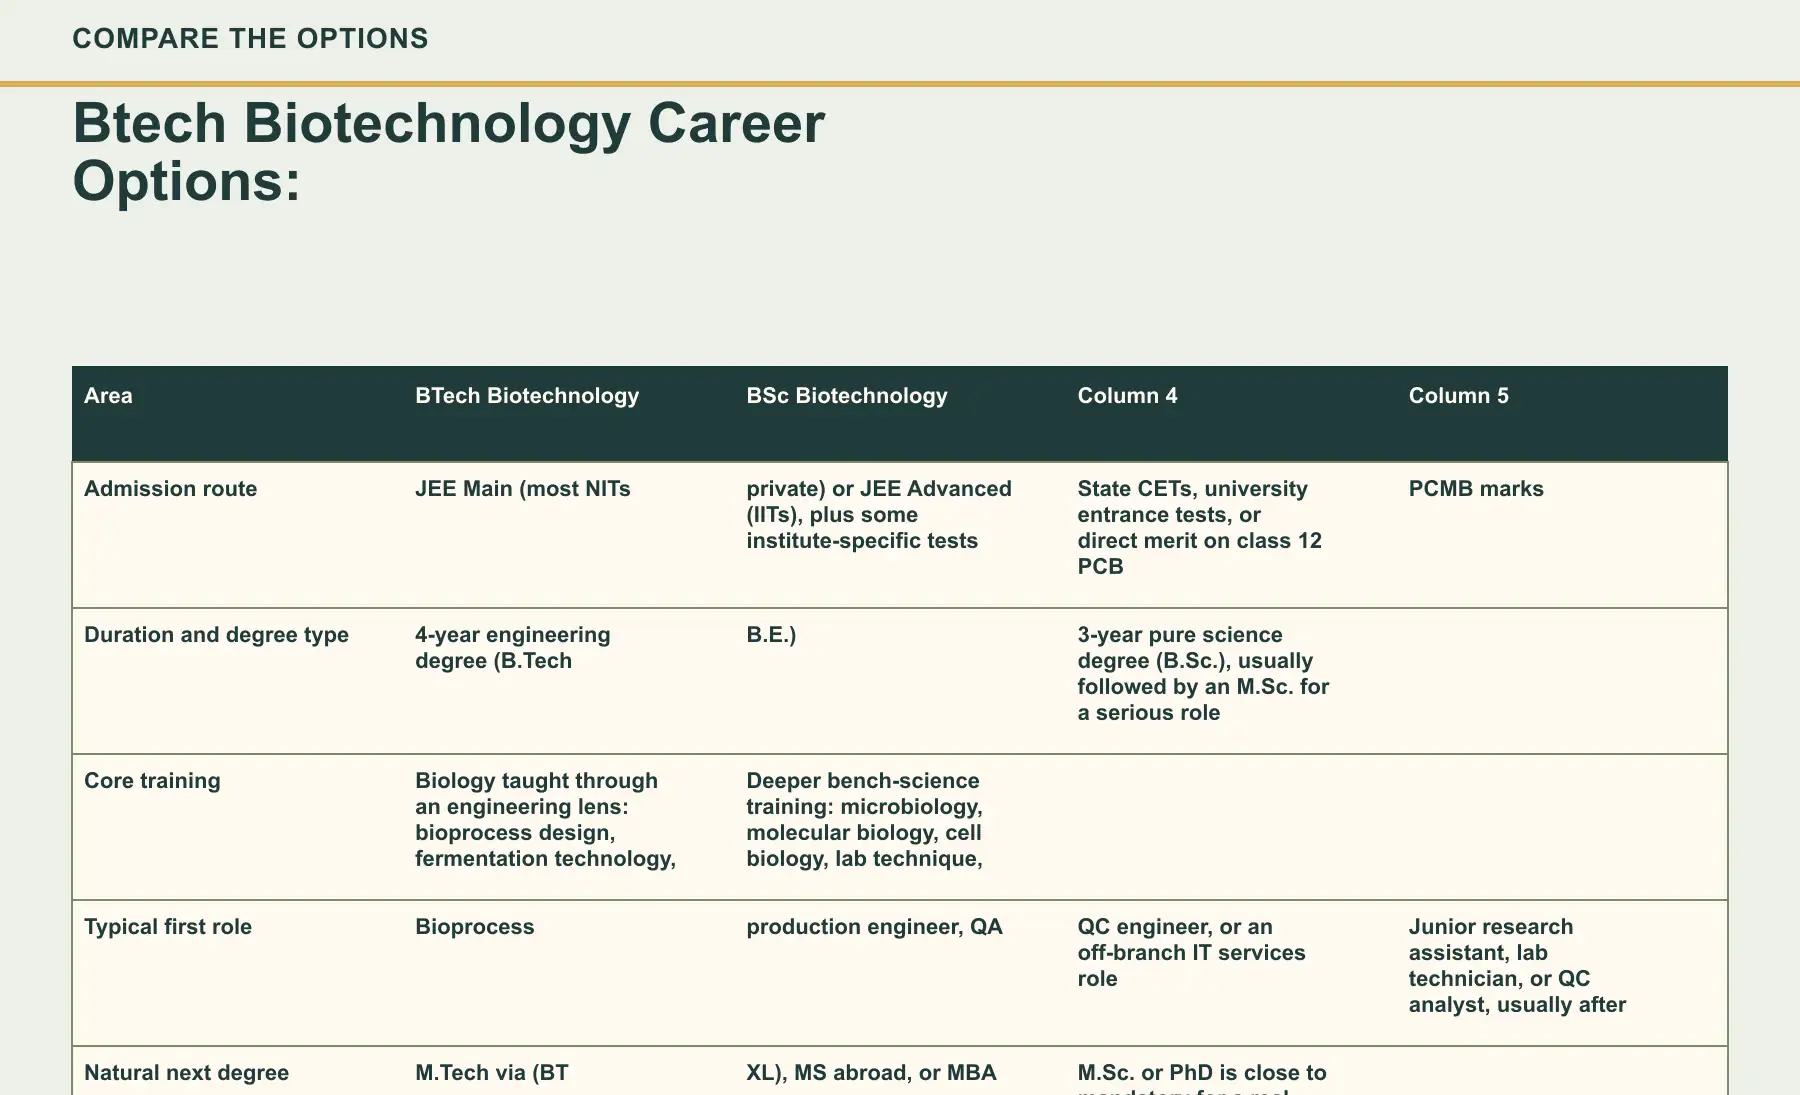 COMPARE THE OPTIONS
Btech Biotechnology Career
Options:
Area
BTech Biotechnology
BSc Biotechnology
Column 4
Column 5
Admission route
JEE Main (most NITs
private) or JEE Advanced
(IITs), plus some
institute-specific tests
State CETs, university
entrance tests, or
direct merit on class 12
PCB
PCMB marks
Duration and degree type
4-year engineering
degree (B.Tech
B.E.)
3-year pure science
degree (B.Sc.), usually
followed by an M.Sc. for
a serious role
Core training
Biology taught through
an engineering lens:
bioprocess design,
fermentation technology,
Deeper bench-science
training: microbiology,
molecular biology, cell
biology, lab technique,
Typical first role
Bioprocess
production engineer, QA
QC engineer, or an
off-branch IT services
role
Junior research
assistant, lab
technician, or QC
analyst, usually after
Natural next degree
M.Tech via (BT
XL), MS abroad, or MBA
M.Sc. or PhD is close to